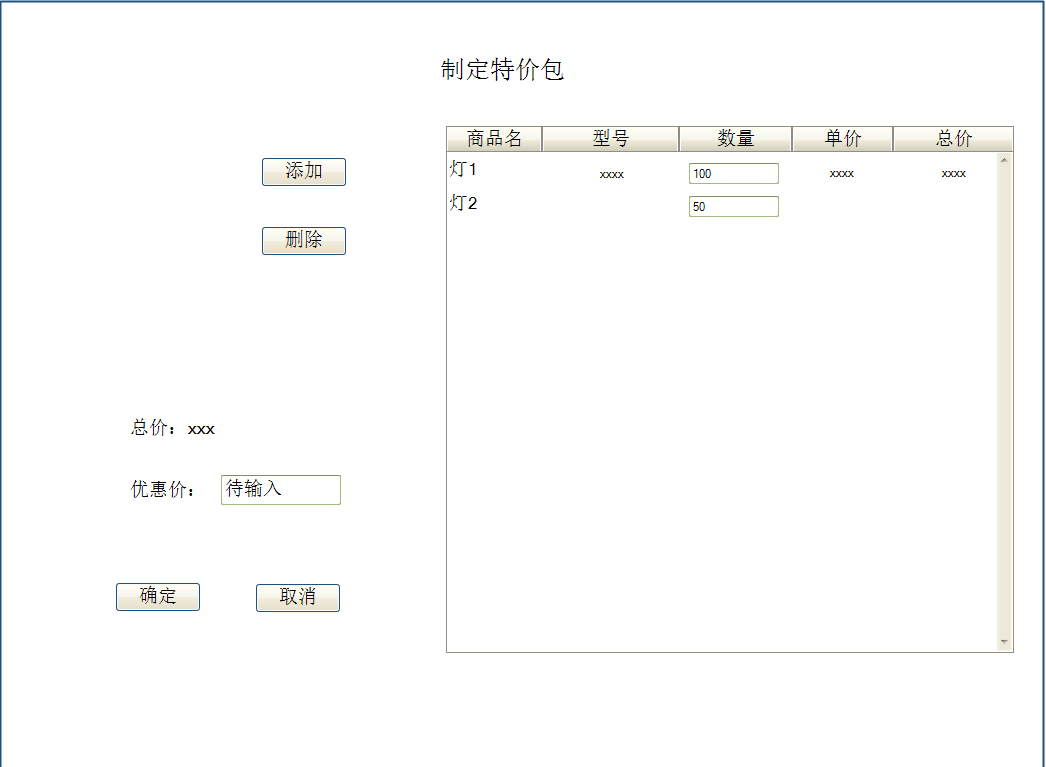 制定特价包
商品名 型号 数量 单价 总价
添加
灯1 xxxx 100 xxxx xxxx
灯2 50
删除
总价：xxx
优惠价： 待输入
确定 取消